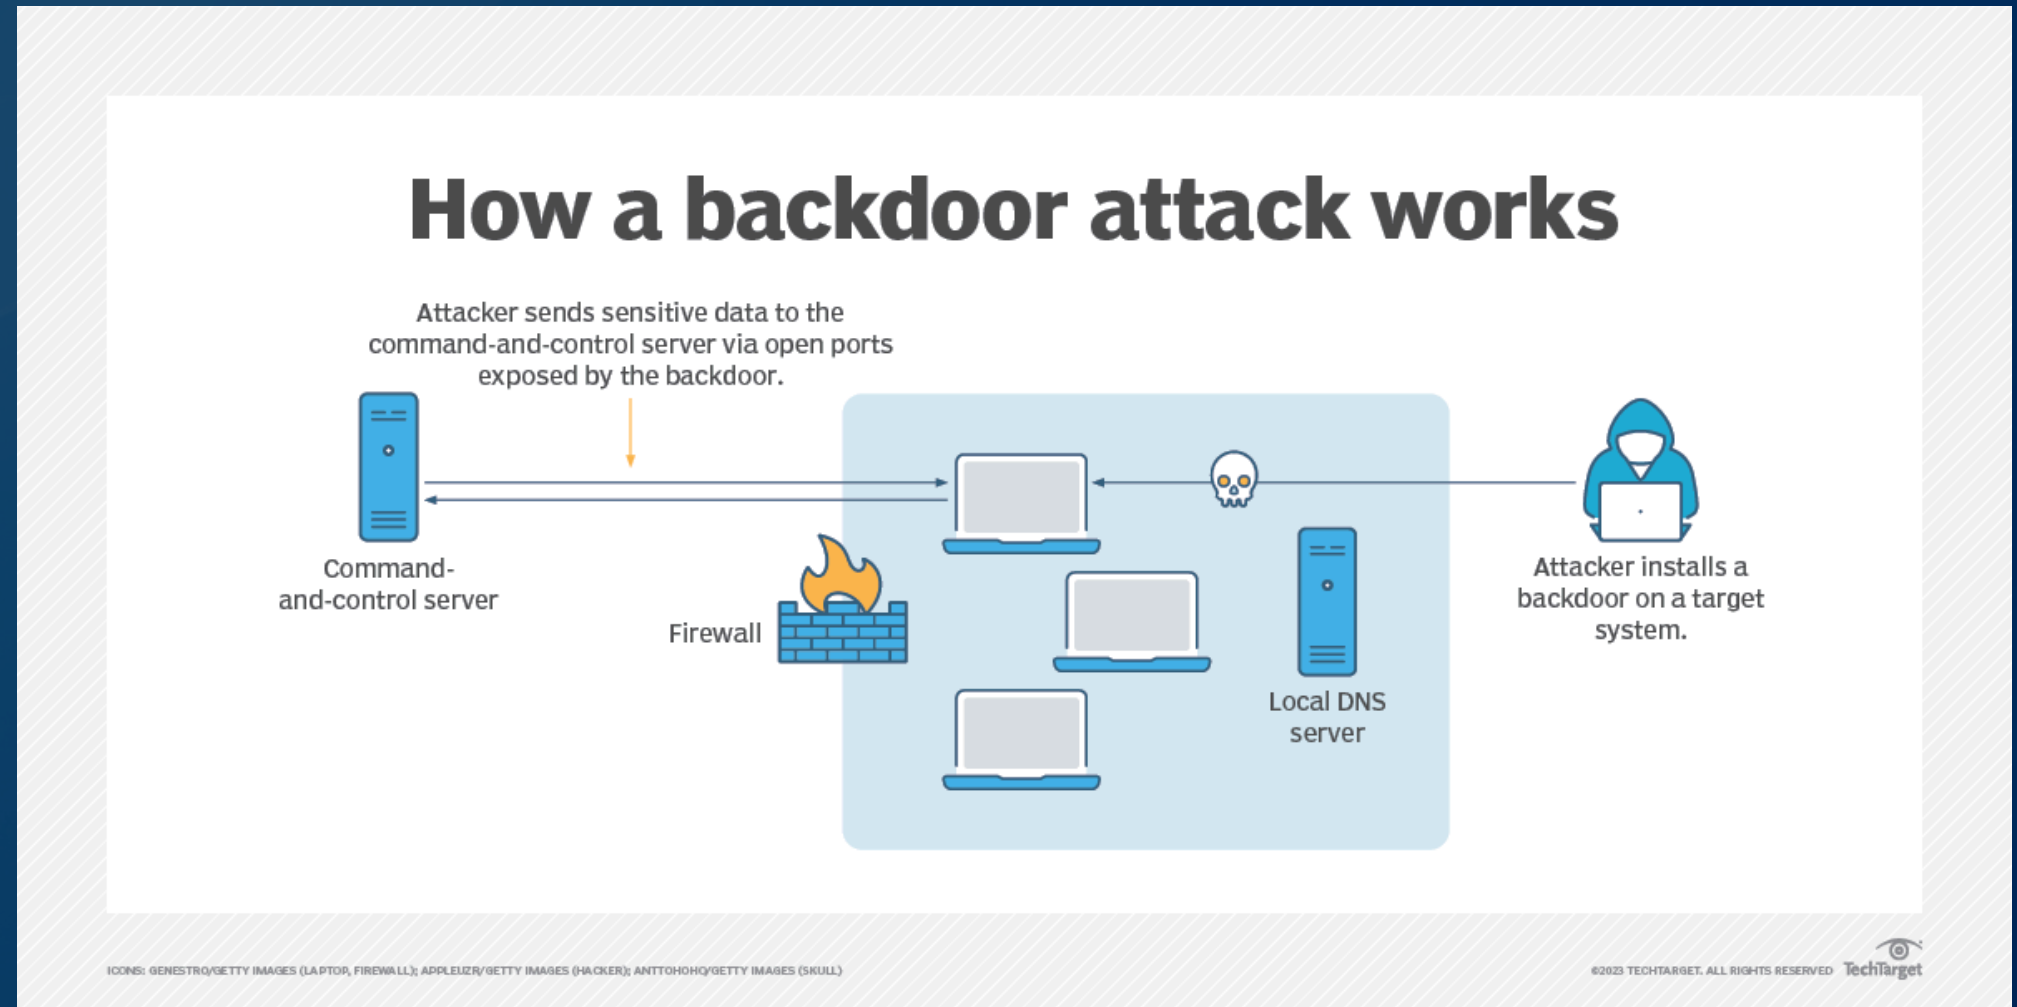 How a backdoor attack works
Attacker sends sensitive data to the
command-and-control server via open ports
exposed by the backdoor.
Command-
and-control server
Firewall
Local DNS
server
Attacker installs a
backdoor on a target
system.
ICONS: GENESTRO/GETTY IMAGES (LAPTOP, FIREWALL); APPLEUZR/GETTY IMAGES (HACKER); ANTTOHOHO/GETTY IMAGES (SKULL)
©2023 TECHTARGET. ALL RIGHTS RESERVED TechTarget